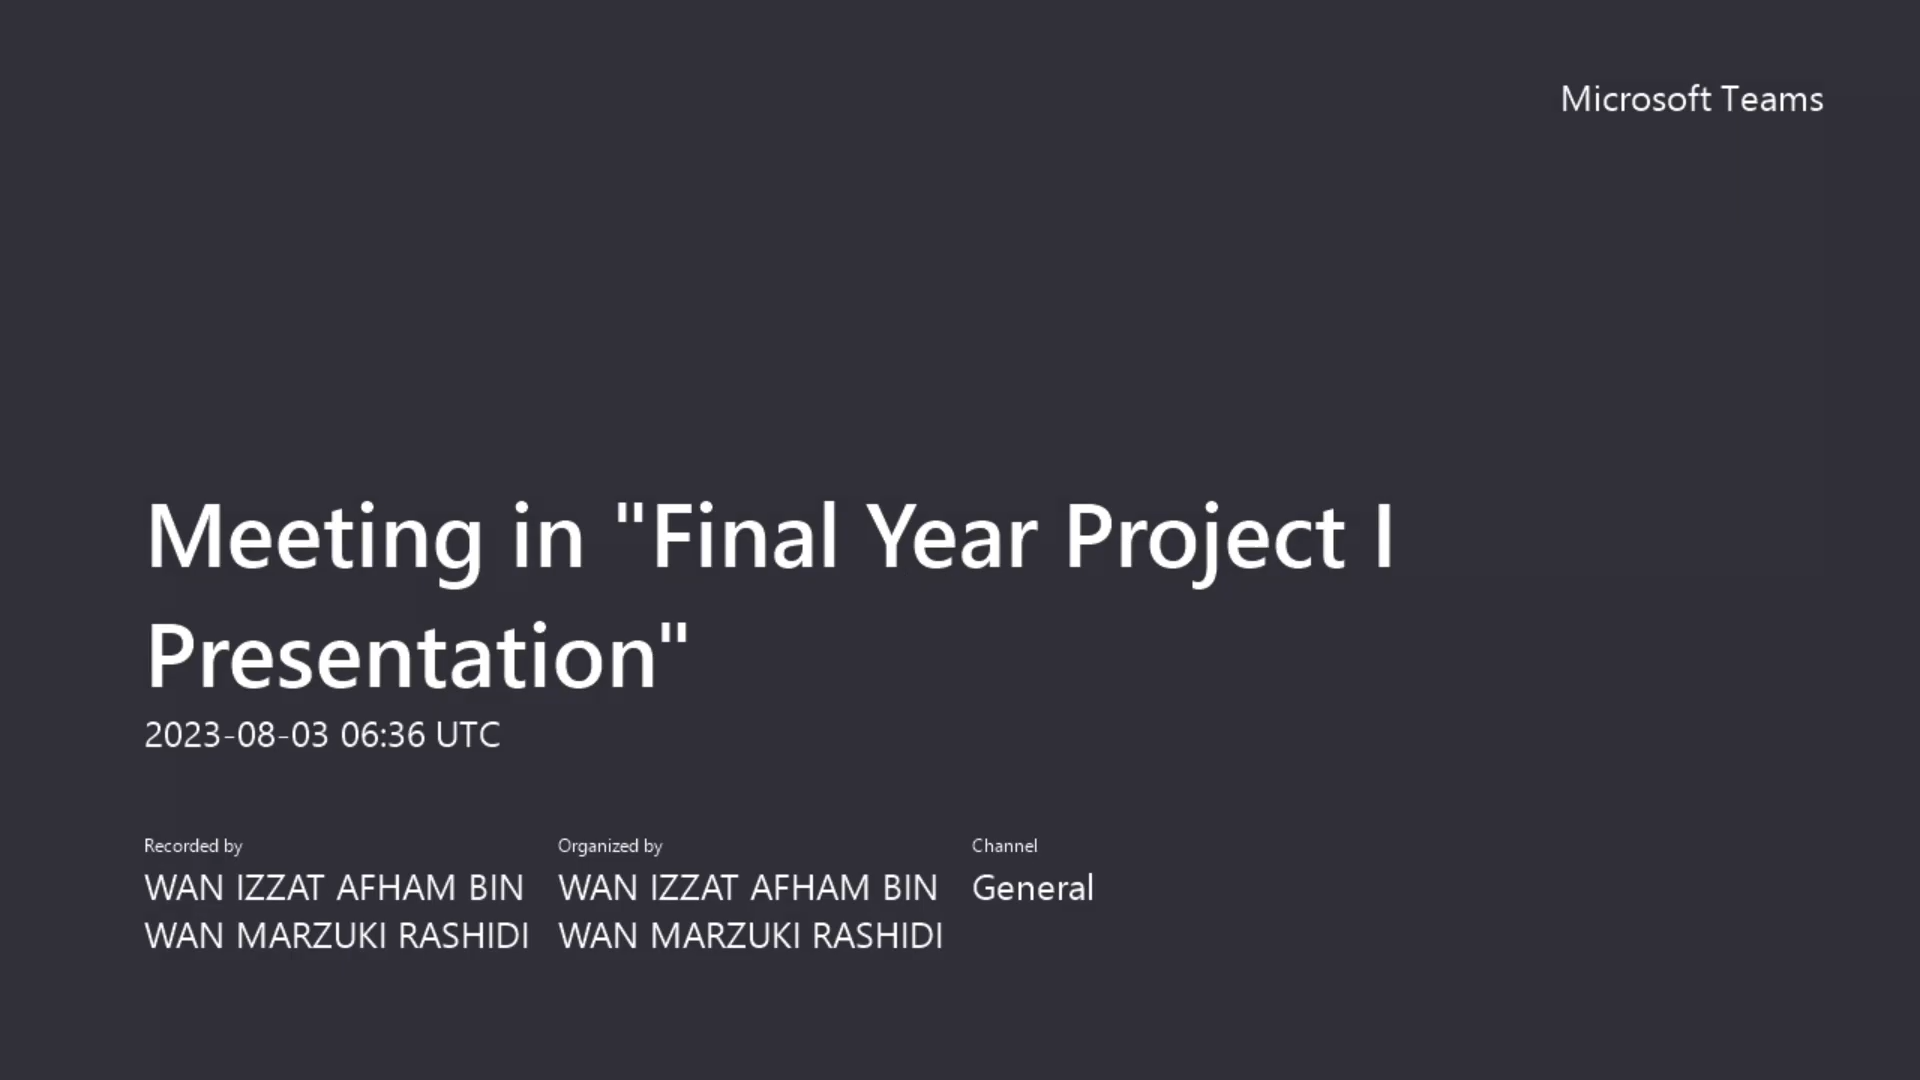 Microsoft Teams
Meeting in "Final Year Project I
Presentation"
2023-08-03 06:36 UTC
Recorded by
WAN IZZAT AFHAM BIN
WAN MARZUKI RASHIDI
Organized by
WAN IZZAT AFHAM BIN
WAN MARZUKI RASHIDI
Channel
General